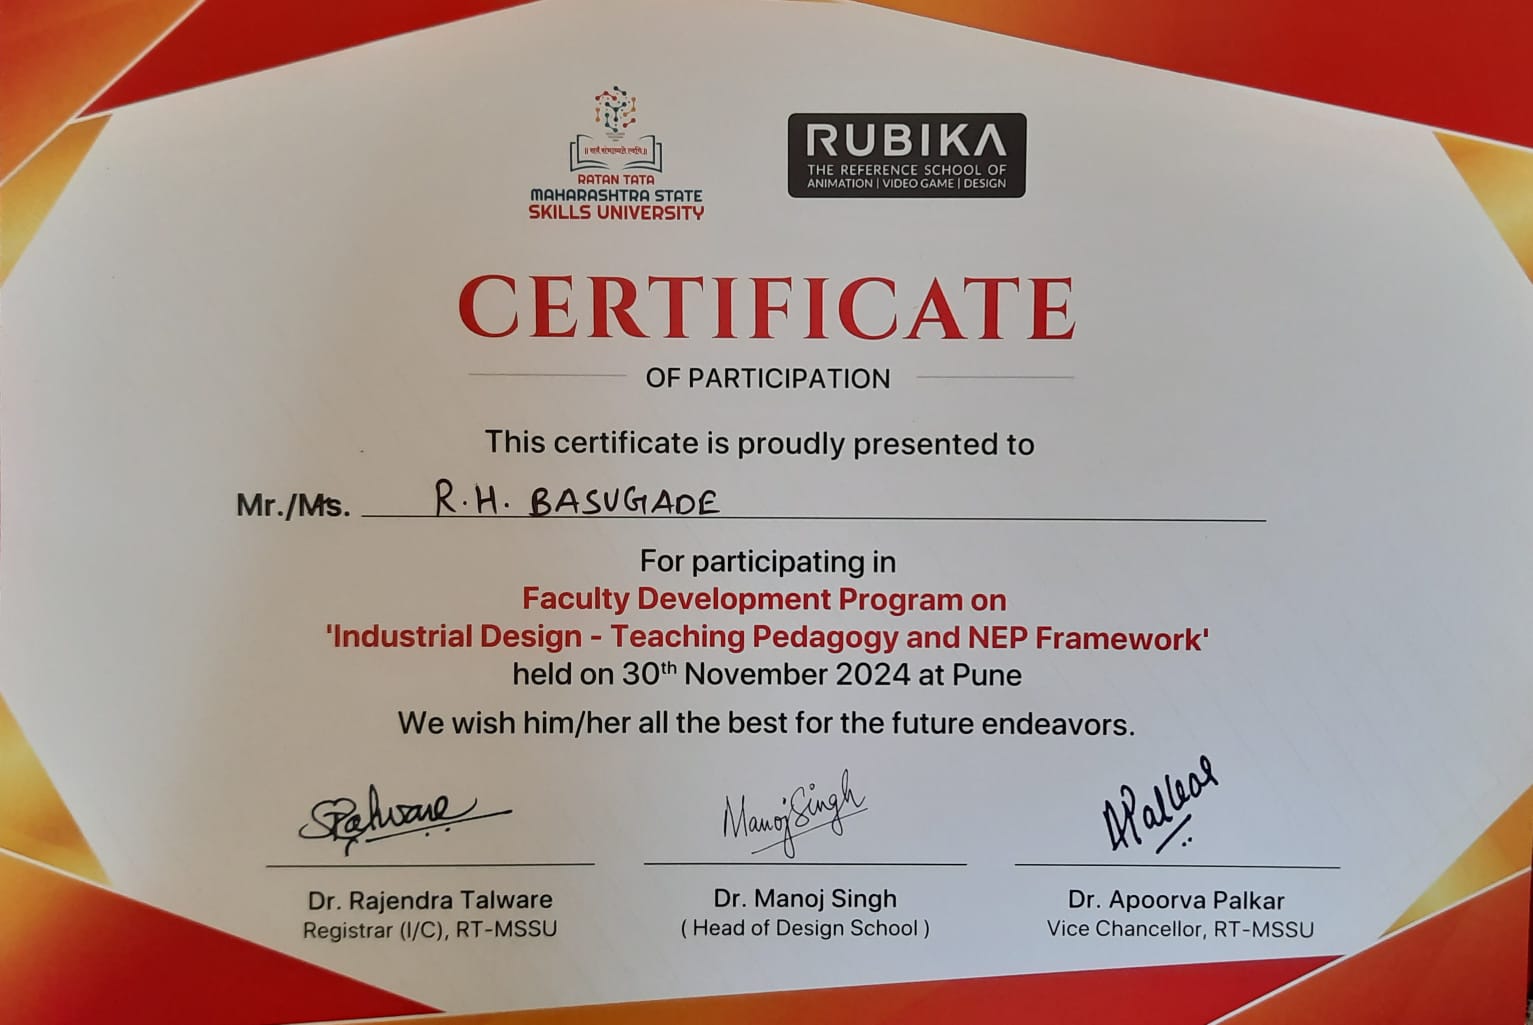 ॥ सर्वं संभाव्यते त्वयि ॥
RATAN TATA
MAHARASHTRA STATE
SKILLS UNIVERSITY
RUBIKA
THE REFERENCE SCHOOL OF
ANIMATION | VIDEO GAME | DESIGN
CERTIFICATE
OF PARTICIPATION
This certificate is proudly presented to
Mr./Ms. R.H. BASUGADE
For participating in
Faculty Development Program on
'Industrial Design - Teaching Pedagogy and NEP Framework'
held on 30th November 2024 at Pune
We wish him/her all the best for the future endeavors.
Manoj Singh
APalkar
Dr. Rajendra Talware
Registrar (I/C), RT-MSSU
Dr. Manoj Singh
( Head of Design School )
Dr. Apoorva Palkar
Vice Chancellor, RT-MSSU